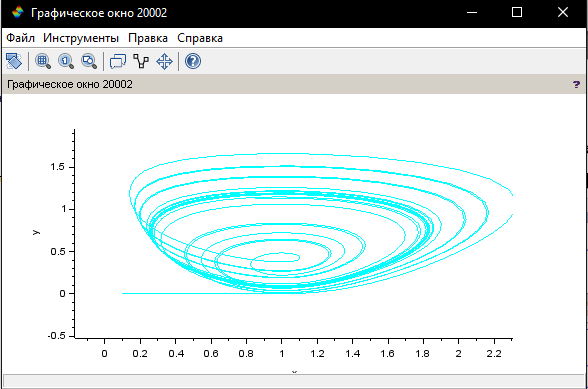 Графическое окно 20002
Файл Инструменты Правка Справка
Графическое окно 20002 ?
1.5
1
y
0.5
0
-0.5
0 0.2 0.4 0.6 0.8 1 1.2 1.4 1.6 1.8 2 2.2